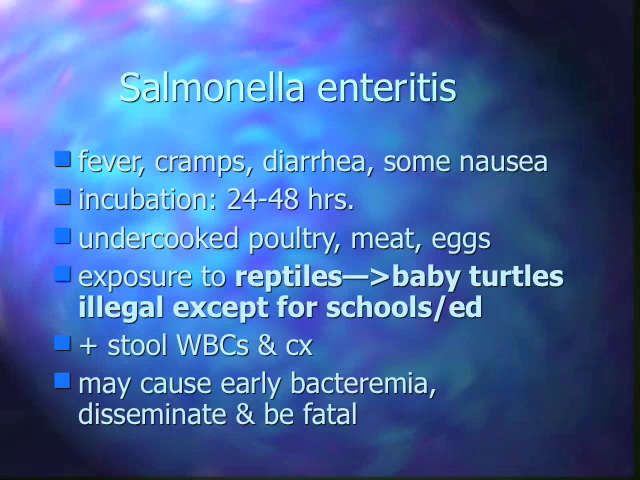 Salmonella enteritis
fever, cramps, diarrhea, some nausea
incubation: 24-48 hrs.
undercooked poultry, meat, eggs
exposure to reptiles—>baby turtles
illegal except for schools/ed
+ stool WBCs & cx
may cause early bacteremia,
disseminate & be fatal